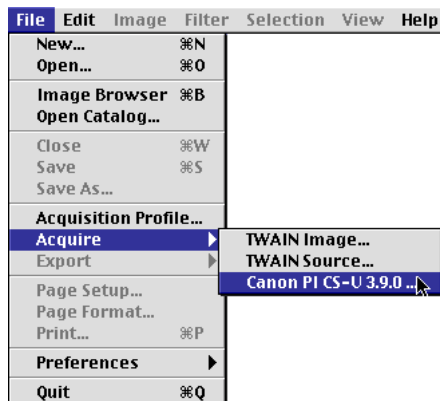 File Edit Image Filter Selection View Help
New... ⌘N
Open... ⌘O
Image Browser ⌘B
Open Catalog...
Close ⌘W
Save ⌘S
Save As...
Acquisition Profile...
Acquire
TWAIN Image...
Export
TWAIN Source...
Canon PI CS-U 3.9.0 ...
Page Setup...
Page Format...
Print... ⌘P
Preferences
Quit ⌘Q